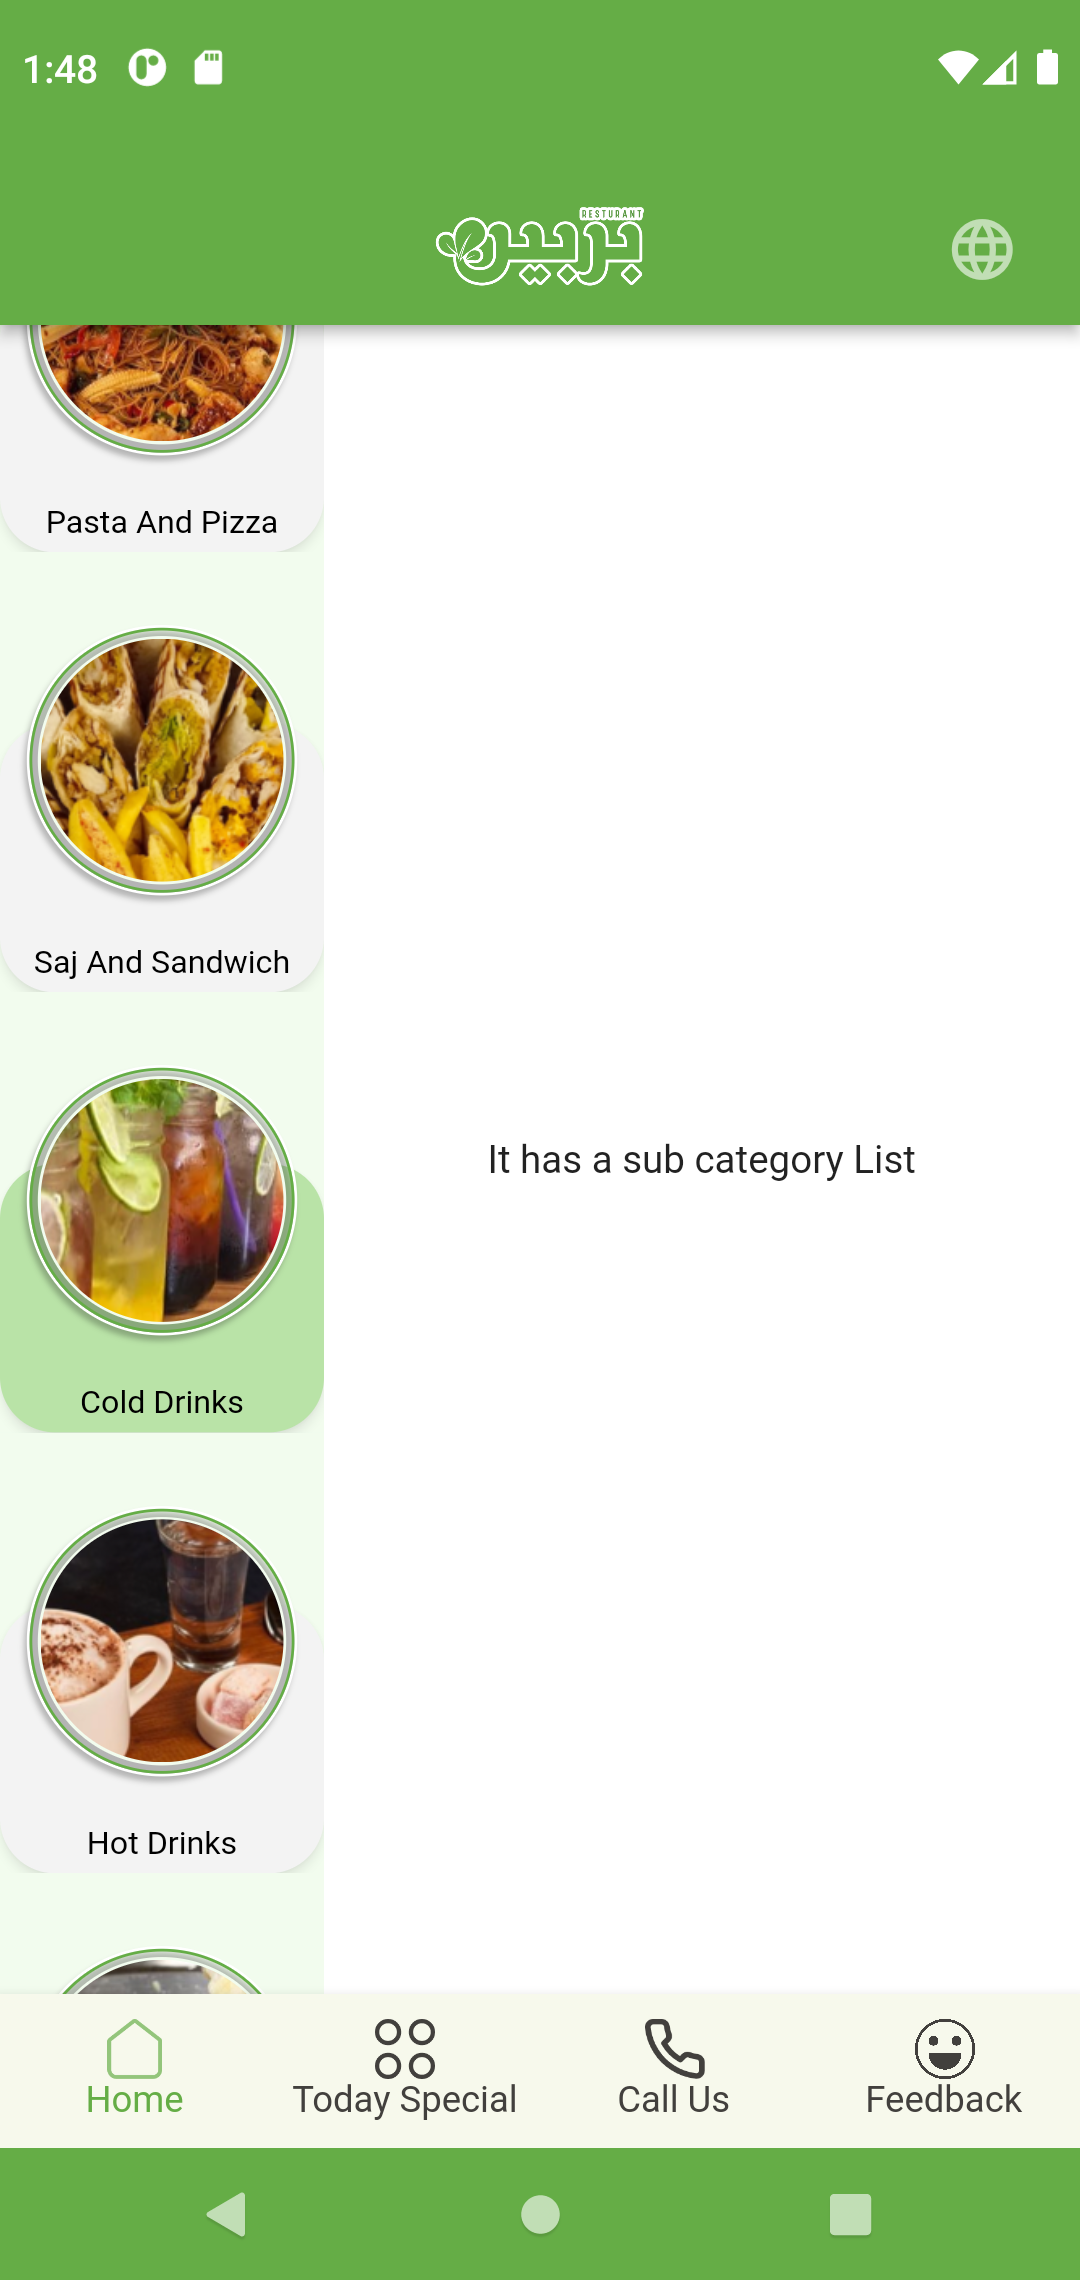 1:48
RESTURANT
بربين
Pasta And Pizza
Saj And Sandwich
It has a sub category List
Cold Drinks
Hot Drinks
Home
Today Special
Call Us
Feedback